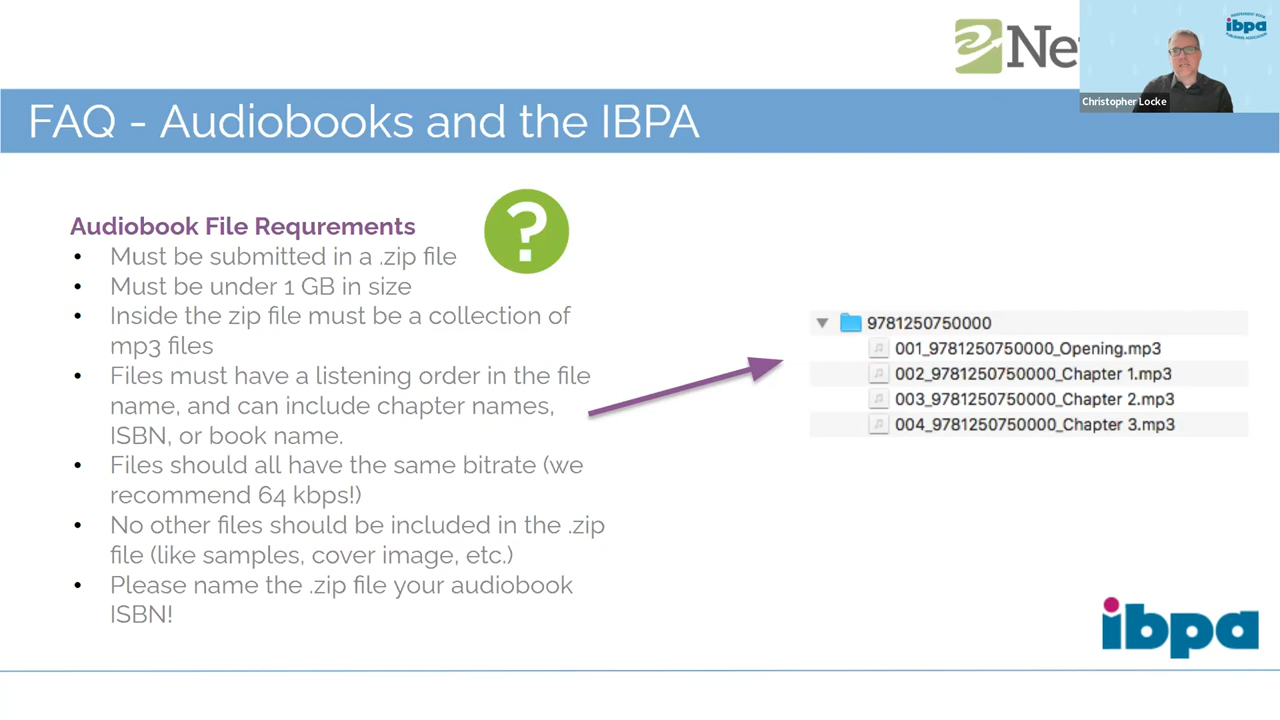 Ne
ibpa
Christopher Locke
FAQ - Audiobooks and the IBPA
Audiobook File Requrements
• Must be submitted in a .zip file
• Must be under 1 GB in size
• Inside the zip file must be a collection of
mp3 files
• Files must have a listening order in the file
name, and can include chapter names,
ISBN, or book name.
• Files should all have the same bitrate (we
recommend 64 kbps!)
• No other files should be included in the .zip
file (like samples, cover image, etc.)
• Please name the .zip file your audiobook
ISBN!
?
9781250750000
001_9781250750000_Opening.mp3
002_9781250750000_Chapter 1.mp3
003_9781250750000_Chapter 2.mp3
004_9781250750000_Chapter 3.mp3
ibpa